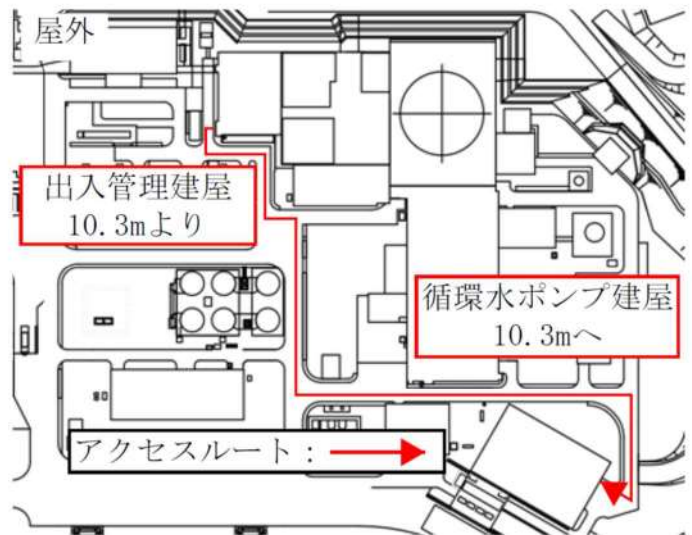 屋外
出入管理建屋
10.3mより
循環水ポンプ建屋
10.3mへ
アクセスルート：